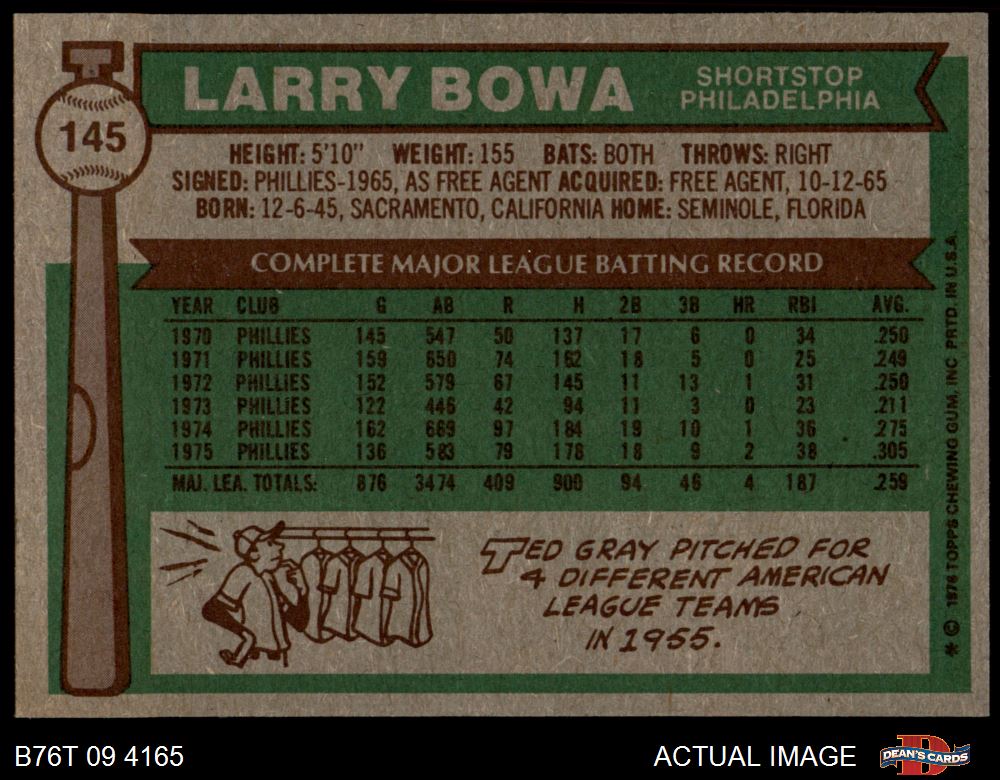 LARRY BOWA
SHORTSTOP
PHILADELPHIA
145
HEIGHT: 5'10" WEIGHT: 155 BATS: BOTH THROWS: RIGHT
SIGNED: PHILLIES-1965, AS FREE AGENT ACQUIRED: FREE AGENT, 10-12-65
BORN: 12-6-45, SACRAMENTO, CALIFORNIA HOME: SEMINOLE, FLORIDA
COMPLETE MAJOR LEAGUE BATTING RECORD
YEAR CLUB G AB R H 2B 3B HR RBI AVG.
1970 PHILLIES 145 547 50 137 17 6 0 34 .250
1971 PHILLIES 159 650 74 162 18 5 0 25 .249
1972 PHILLIES 152 579 67 145 11 13 1 31 .250
1973 PHILLIES 122 446 42 94 11 3 0 23 .211
1974 PHILLIES 162 669 97 184 19 10 1 36 .275
1975 PHILLIES 136 583 79 178 18 9 2 38 .305
MAJ. LEA. TOTALS: 876 3474 409 900 94 46 4 187 .259
TED GRAY PITCHED FOR
4 DIFFERENT AMERICAN
LEAGUE TEAMS
IN 1955.
* © 1976 TOPPS CHEWING GUM, INC PRTD. IN U.S.A.
B76T 09 4165
ACTUAL IMAGE
DEAN'S CARDS